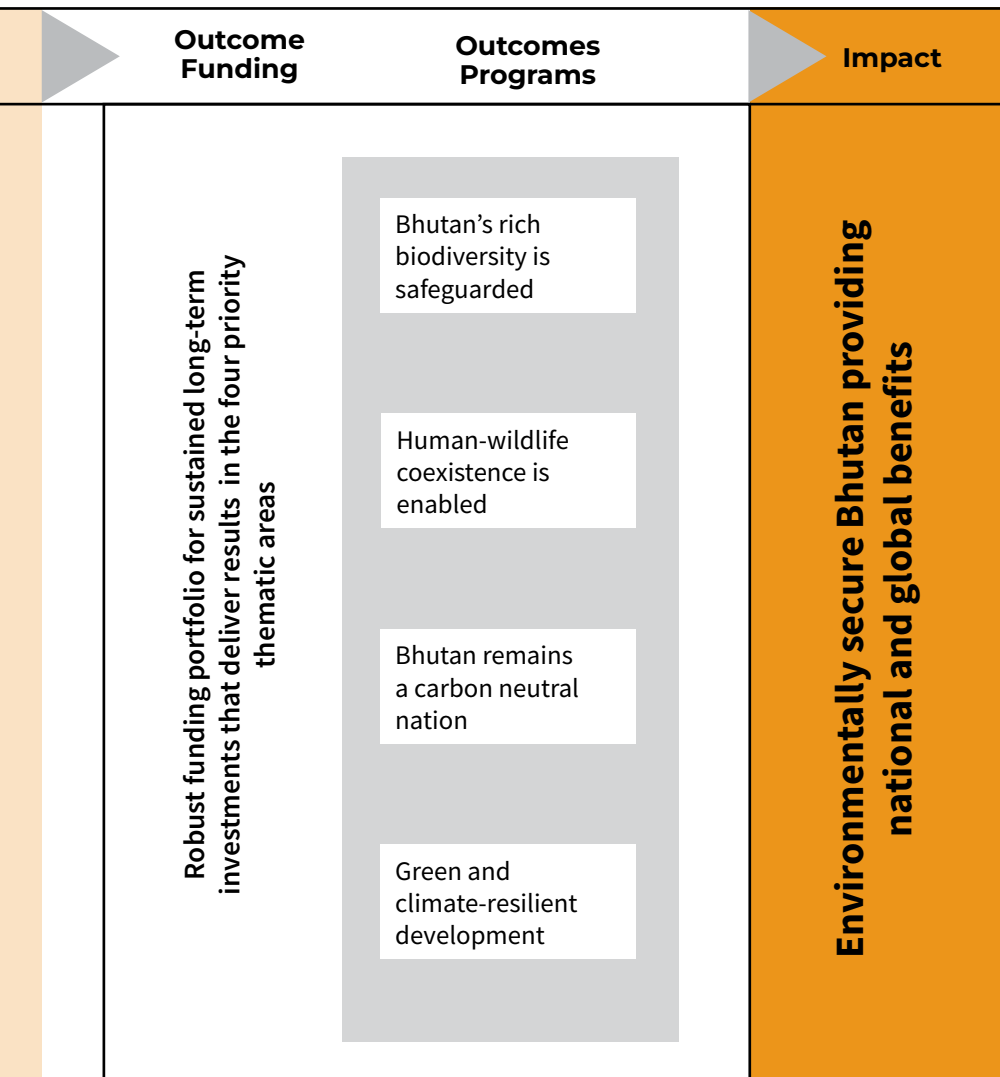 Outcome
Funding
Outcomes
Programs
Impact
Robust funding portfolio for sustained long-term
investments that deliver results in the four priority
thematic areas
Bhutan’s rich
biodiversity is
safeguarded
Human-wildlife
coexistence is
enabled
Bhutan remains
a carbon neutral
nation
Green and
climate-resilient
development
Environmentally secure Bhutan providing
national and global benefits